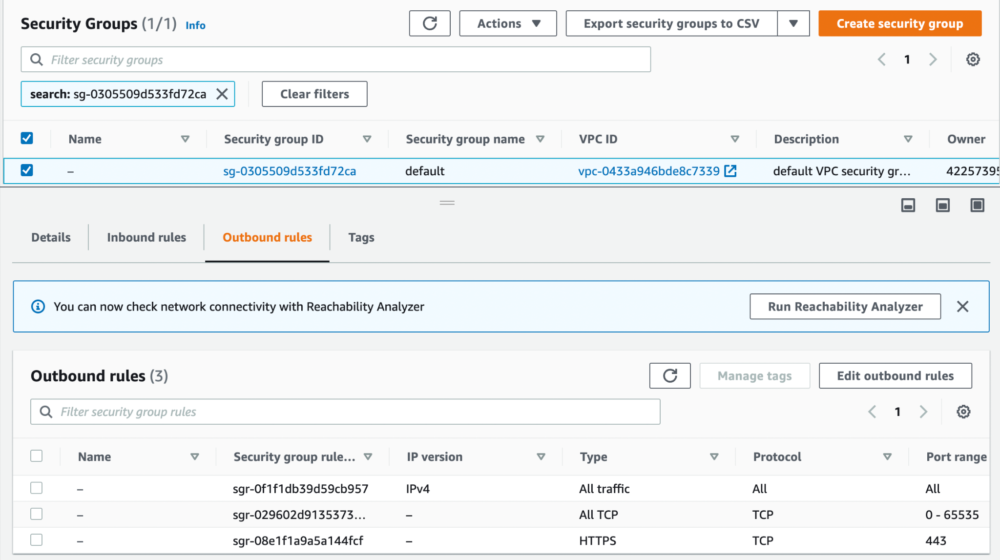 Security Groups (1/1) Info
Actions
Export security groups to CSV
Create security group
Filter security groups
1
search: sg-0305509d533fd72ca
Clear filters
Name Security group ID Security group name VPC ID Description Owner
– sg-0305509d533fd72ca default vpc-0433a946bde8c7339 default VPC security gr... 42257395
Details Inbound rules Outbound rules Tags
You can now check network connectivity with Reachability Analyzer
Run Reachability Analyzer
Outbound rules (3)
Manage tags
Edit outbound rules
Filter security group rules
1
Name Security group rule... IP version Type Protocol Port range
– sgr-0f1f1db39d59cb957 IPv4 All traffic All All
– sgr-029602d9135373... – All TCP TCP 0 - 65535
– sgr-08e1f1a9a5a144fcf – HTTPS TCP 443